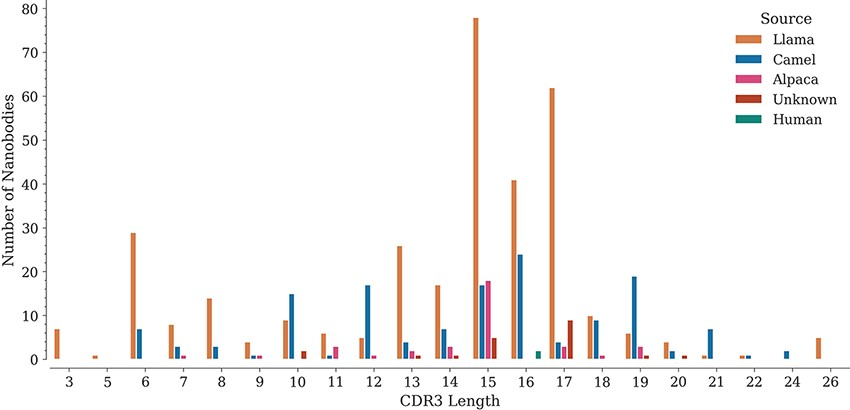 Number of Nanobodies
80
70
60
50
40
30
20
10
0
3 5 6 7 8 9 10 11 12 13 14 15 16 17 18 19 20 21 22 24 26
CDR3 Length
Source
Llama
Camel
Alpaca
Unknown
Human